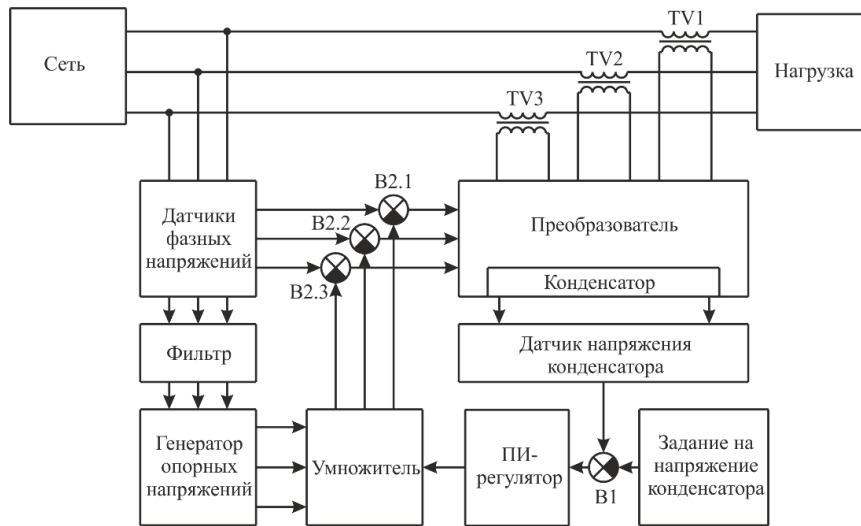 TV1
Сеть
TV2
Нагрузка
TV3
B2.1
Датчики
фазных
напряжений
B2.2
B2.3
Преобразователь
Конденсатор
Фильтр
Датчик напряжения
конденсатора
Генератор
опорных
напряжений
Умножитель
ПИ-
регулятор
B1
Задание на
напряжение
конденсатора